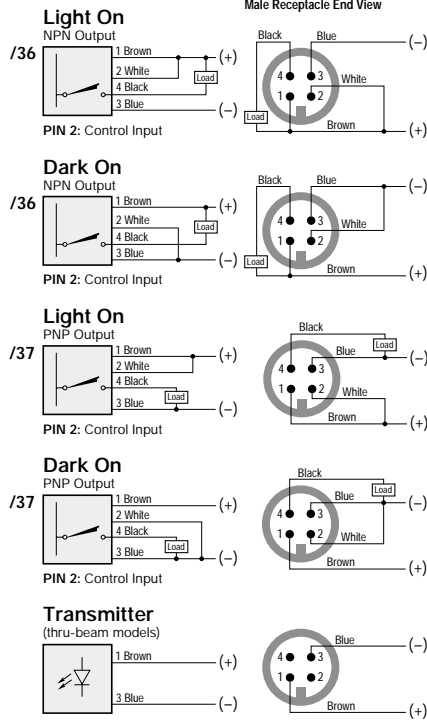 Male Receptacle End View
Light On
NPN Output
/36
1 Brown
2 White
4 Black
3 Blue
(+)
Load
(–)
PIN 2: Control Input
Black
Blue
(–)
4
3
White
1
2
Load
Brown
(+)
Dark On
NPN Output
/36
1 Brown
2 White
4 Black
3 Blue
(+)
Load
(–)
PIN 2: Control Input
Black
Blue
(–)
4
3
White
1
2
Load
Brown
(+)
Light On
PNP Output
/37
1 Brown
2 White
4 Black
3 Blue
(+)
Load
(–)
PIN 2: Control Input
Black
Load
Blue
(–)
4
3
1
2
White
Brown
(+)
Dark On
PNP Output
/37
1 Brown
2 White
4 Black
3 Blue
(+)
Load
(–)
PIN 2: Control Input
Black
Load
Blue
(–)
4
3
1
2
White
Brown
(+)
Transmitter
(thru-beam models)
1 Brown
(+)
3 Blue
(–)
Blue
(–)
4
3
1
2
Brown
(+)